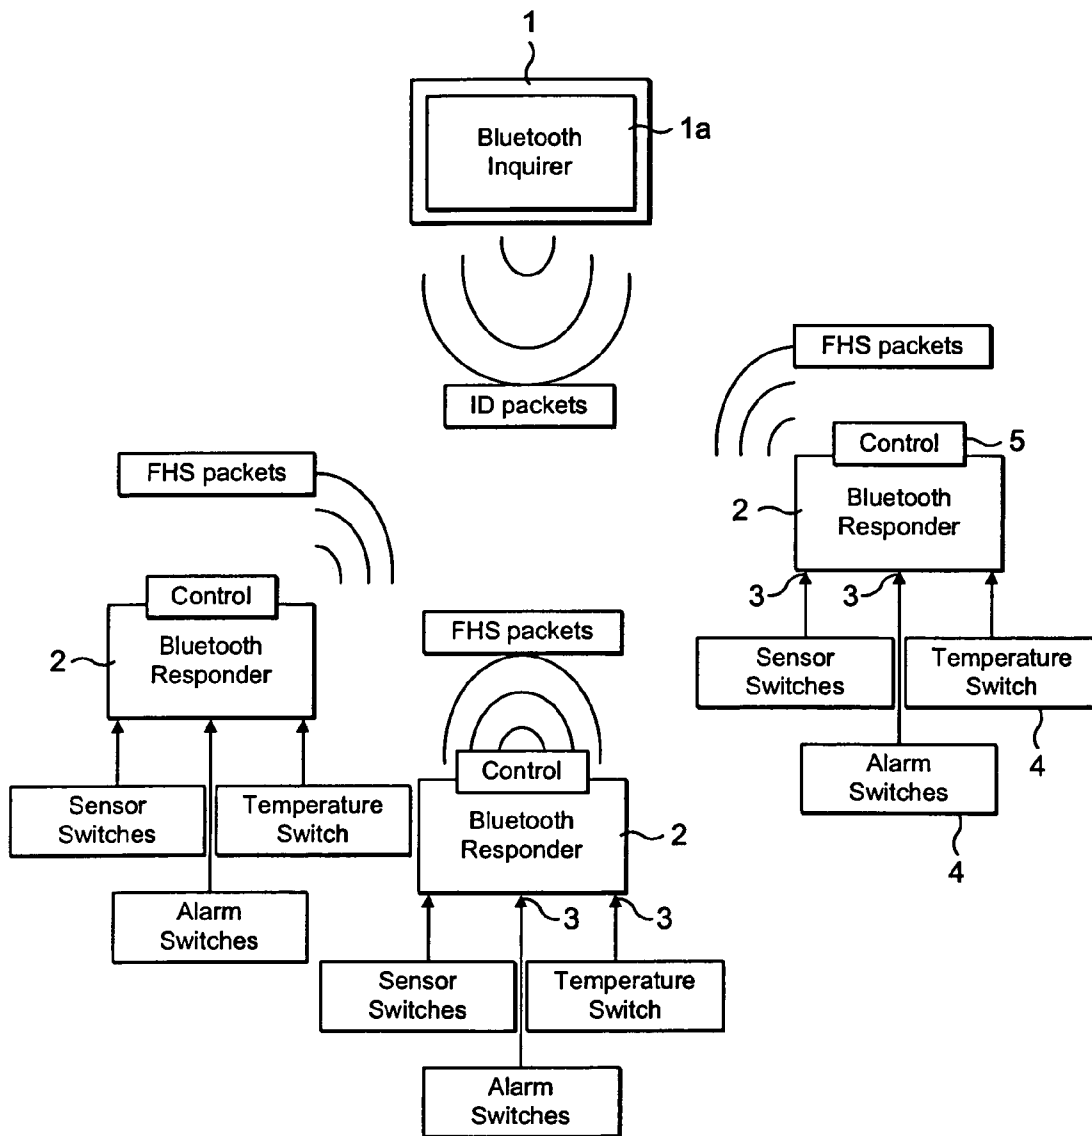 1
1a
Bluetooth
Inquirer
ID packets
FHS packets
Control
5
2
Bluetooth
Responder
3
3
Sensor
Switches
Temperature
Switch
4
Alarm
Switches
4
FHS packets
Control
2
Bluetooth
Responder
Sensor
Switches
Temperature
Switch
Alarm
Switches
FHS packets
Control
Bluetooth
Responder
2
3
3
Sensor
Switches
Temperature
Switch
Alarm
Switches